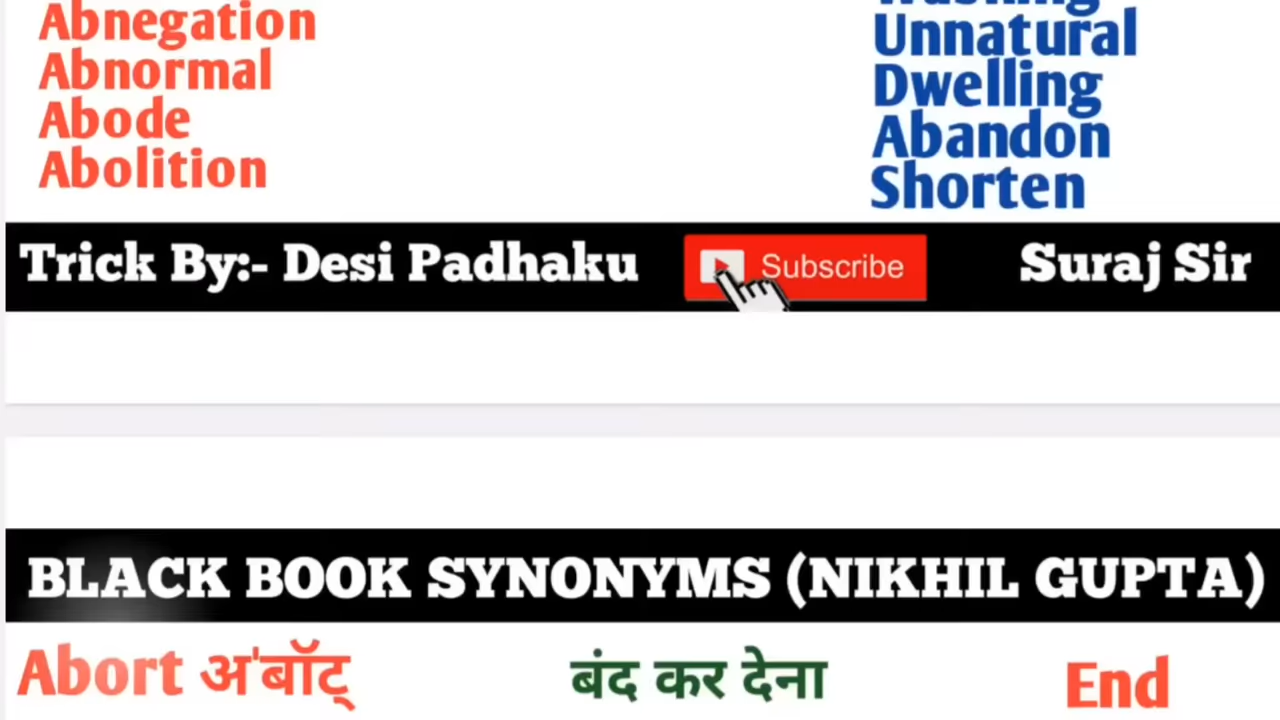 Abnegation
Washing
Abnormal
Unnatural
Abode
Dwelling
Abolition
Abandon
Shorten
Trick By:- Desi Padhaku Subscribe Suraj Sir
BLACK BOOK SYNONYMS (NIKHIL GUPTA)
Abort अ'बॉट् बंद कर देना End